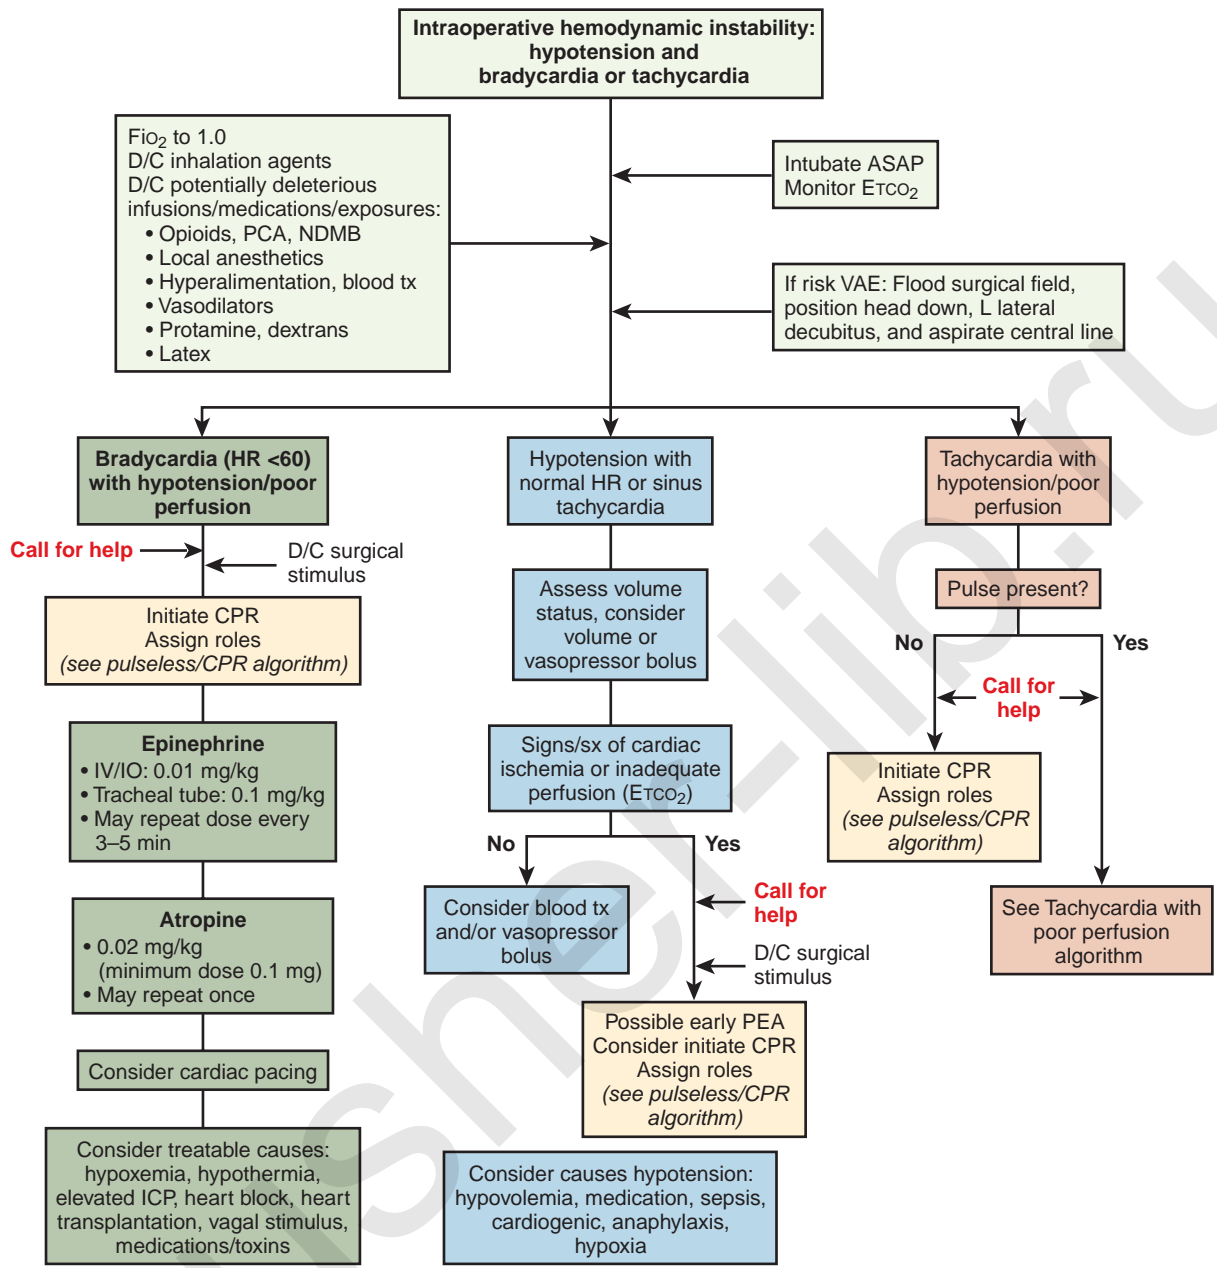 Intraoperative hemodynamic instability:
hypotension and
bradycardia or tachycardia
FiO2 to 1.0
D/C inhalation agents
D/C potentially deleterious
infusions/medications/exposures:
• Opioids, PCA, NDMB
• Local anesthetics
• Hyperalimentation, blood tx
• Vasodilators
• Protamine, dextrans
• Latex
Intubate ASAP
Monitor ETCO2
If risk VAE: Flood surgical field,
position head down, L lateral
decubitus, and aspirate central line
Bradycardia (HR <60)
with hypotension/poor
perfusion
Call for help
D/C surgical
stimulus
Initiate CPR
Assign roles
(see pulseless/CPR algorithm)
Epinephrine
• IV/IO: 0.01 mg/kg
• Tracheal tube: 0.1 mg/kg
• May repeat dose every
3–5 min
Atropine
• 0.02 mg/kg
(minimum dose 0.1 mg)
• May repeat once
Consider cardiac pacing
Consider treatable causes:
hypoxemia, hypothermia,
elevated ICP, heart block, heart
transplantation, vagal stimulus,
medications/toxins
Hypotension with
normal HR or sinus
tachycardia
Assess volume
status, consider
volume or
vasopressor bolus
Signs/sx of cardiac
ischemia or inadequate
perfusion (ETCO2)
No
Yes
Consider blood tx
and/or vasopressor
bolus
Call for
help
D/C surgical
stimulus
Possible early PEA
Consider initiate CPR
Assign roles
(see pulseless/CPR
algorithm)
Consider causes hypotension:
hypovolemia, medication, sepsis,
cardiogenic, anaphylaxis,
hypoxia
Tachycardia with
hypotension/poor
perfusion
Pulse present?
No
Yes
Call for
help
Initiate CPR
Assign roles
(see pulseless/CPR
algorithm)
See Tachycardia with
poor perfusion
algorithm
usher-lib.ru